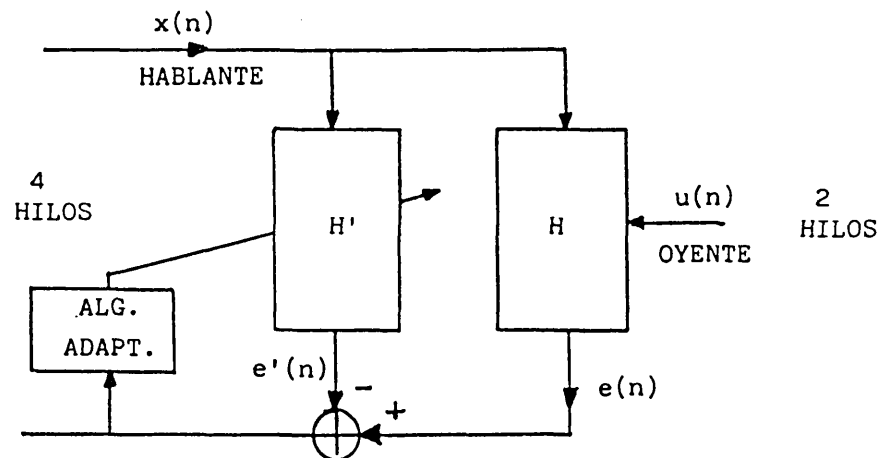 x(n)
HABLANTE
4
HILOS
H'
H
u(n)
OYENTE
2
HILOS
ALG.
ADAPT.
e'(n)
-
+
e(n)